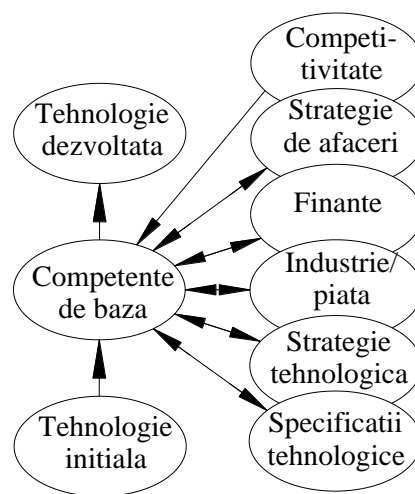 Competi-
tivitate
Tehnologie
dezvoltata
Strategie
de afaceri
Finante
Competente
de baza
Industrie/
piata
Strategie
tehnologica
Tehnologie
initiala
Specificatii
tehnologice